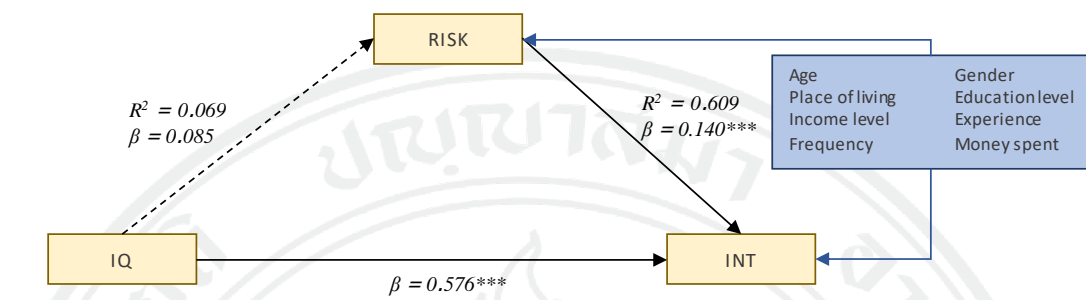 RISK
R² = 0.069
β = 0.085
R² = 0.609
β = 0.140***
Age Gender
Place of living Education level
Income level Experience
Frequency Money spent
IQ
INT
β = 0.576***